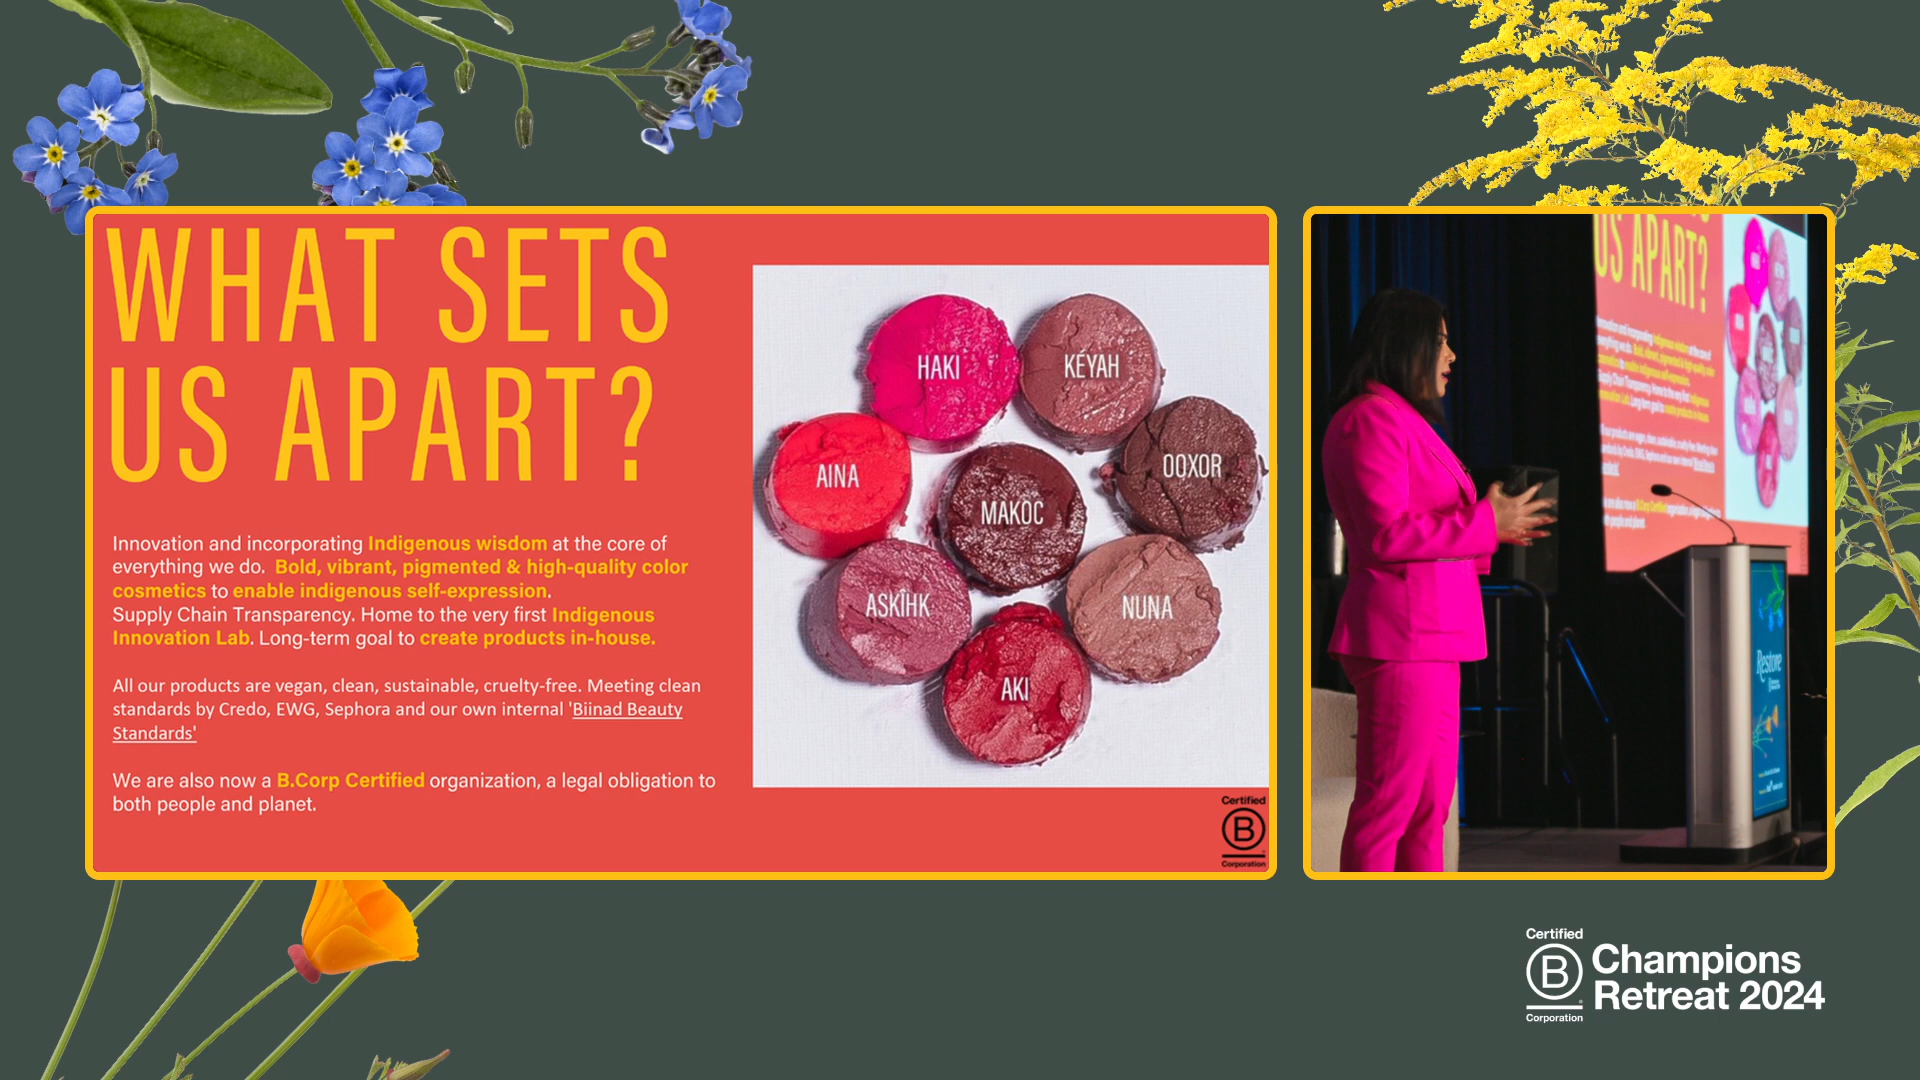 WHAT SETS
US APART?
Innovation and incorporating Indigenous wisdom at the core of
everything we do. Bold, vibrant, pigmented & high-quality color
cosmetics to enable indigenous self-expression.
Supply Chain Transparency. Home to the very first Indigenous
Innovation Lab. Long-term goal to create products in-house.
All our products are vegan, clean, sustainable, cruelty-free. Meeting clean
standards by Credo, EWG, Sephora and our own internal 'Biinad Beauty
Standards'
We are also now a B.Corp Certified organization, a legal obligation to
both people and planet.
HAKI
KÉYAH
AINA
OOXOR
MAKOC
ASKÎHK
NUNA
AKI
Certified
B
Corporation
US APART?
Restore
Certified
B
Corporation
Champions
Retreat 2024